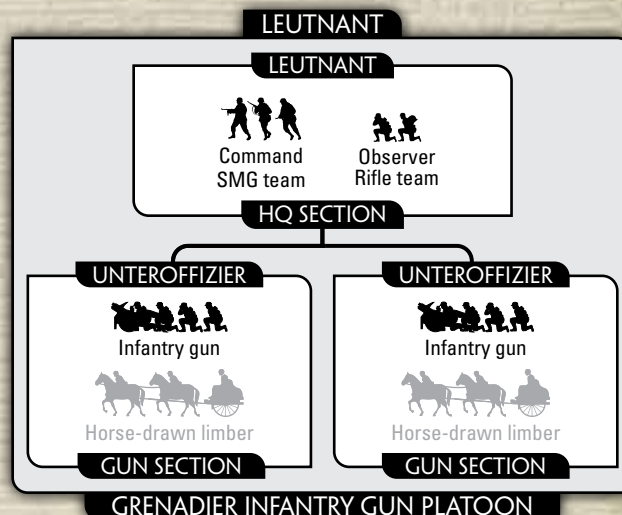 LEUTNANT
LEUTNANT
Command
SMG team
Observer
Rifle team
HQ SECTION
UNTEROFFIZIER
Infantry gun
Horse-drawn limber
GUN SECTION
UNTEROFFIZIER
Infantry gun
Horse-drawn limber
GUN SECTION
GRENADIER INFANTRY GUN PLATOON